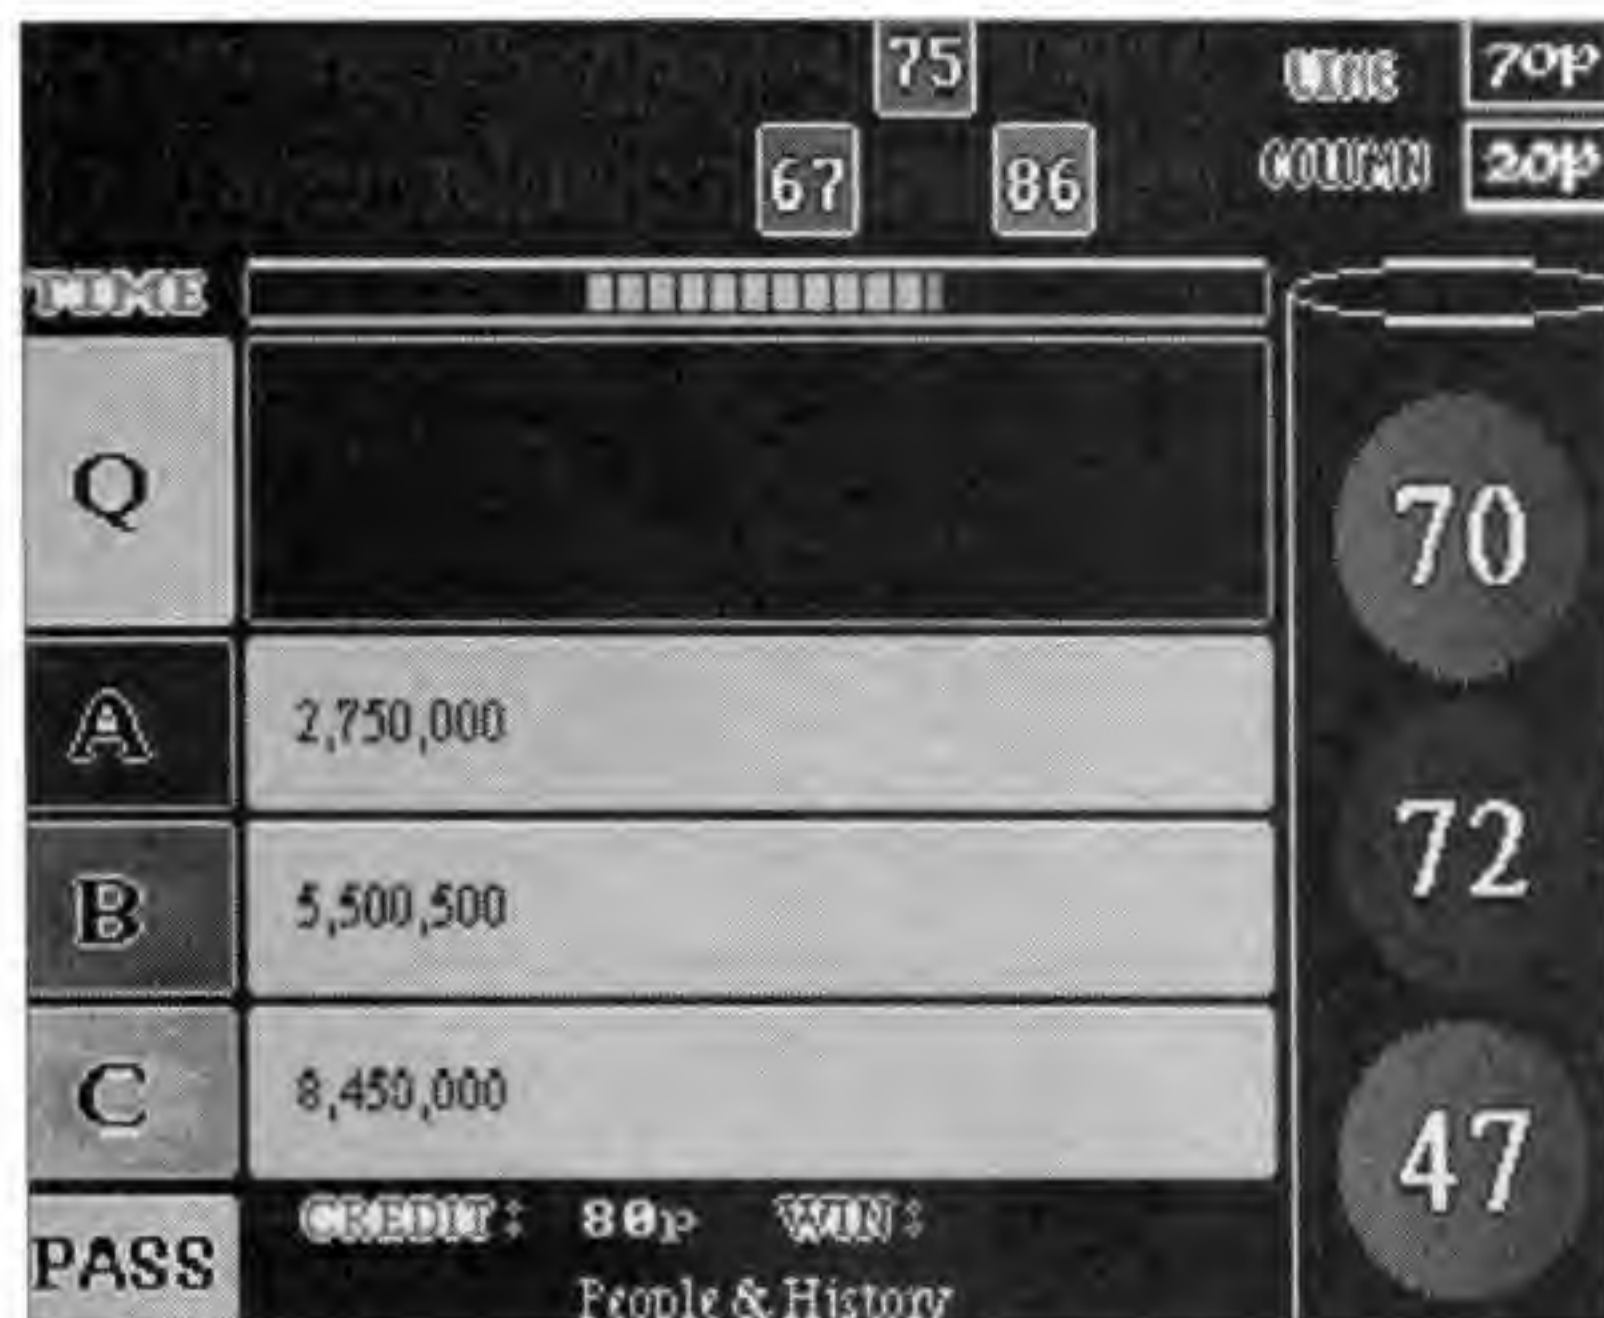 75
LINE 70p
67 86
COLUMN 20p
TIME
Q
70
A 2,750,000
72
B 5,500,500
C 8,450,000
47
CREDIT: 80p WIN:
PASS
People & History